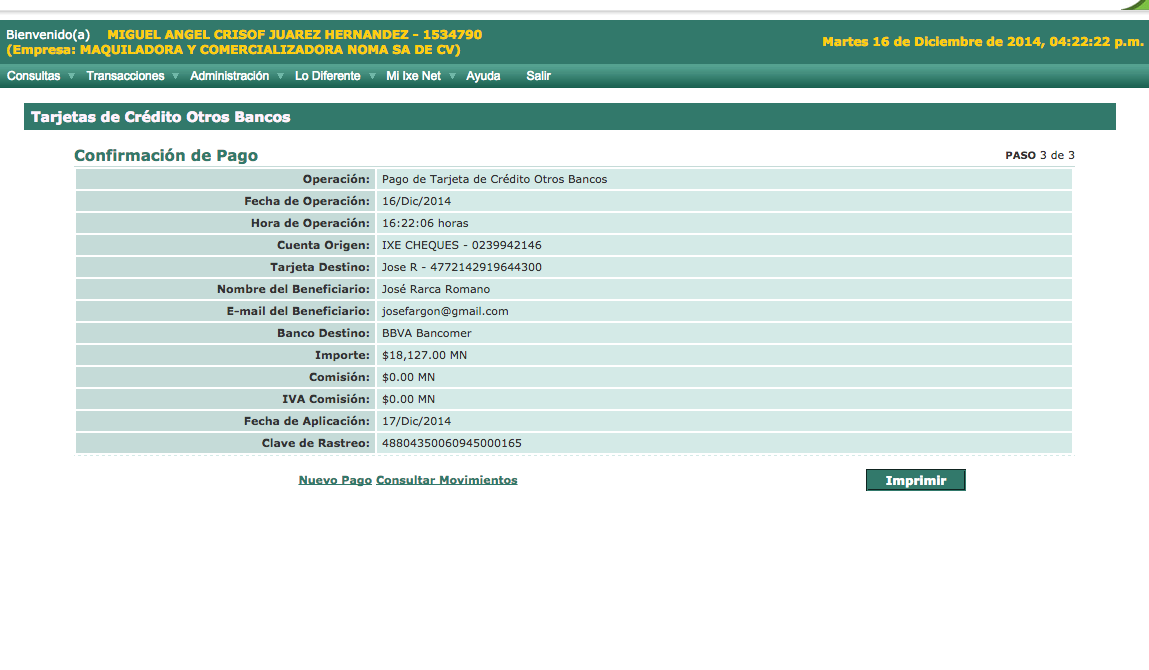 Bienvenido(a) MIGUEL ANGEL CRISOF JUAREZ HERNANDEZ - 1534790
(Empresa: MAQUILADORA Y COMERCIALIZADORA NOMA SA DE CV)
Martes 16 de Diciembre de 2014, 04:22:22 p.m.
Consultas Transacciones Administración Lo Diferente Mi Ixe Net Ayuda Salir
Tarjetas de Crédito Otros Bancos
Confirmación de Pago PASO 3 de 3
Operación: Pago de Tarjeta de Crédito Otros Bancos
Fecha de Operación: 16/Dic/2014
Hora de Operación: 16:22:06 horas
Cuenta Origen: IXE CHEQUES - 0239942146
Tarjeta Destino: Jose R - 4772142919644300
Nombre del Beneficiario: José Rarca Romano
E-mail del Beneficiario: josefargon@gmail.com
Banco Destino: BBVA Bancomer
Importe: $18,127.00 MN
Comisión: $0.00 MN
IVA Comisión: $0.00 MN
Fecha de Aplicación: 17/Dic/2014
Clave de Rastreo: 48804350060945000165
Nuevo Pago Consultar Movimientos Imprimir